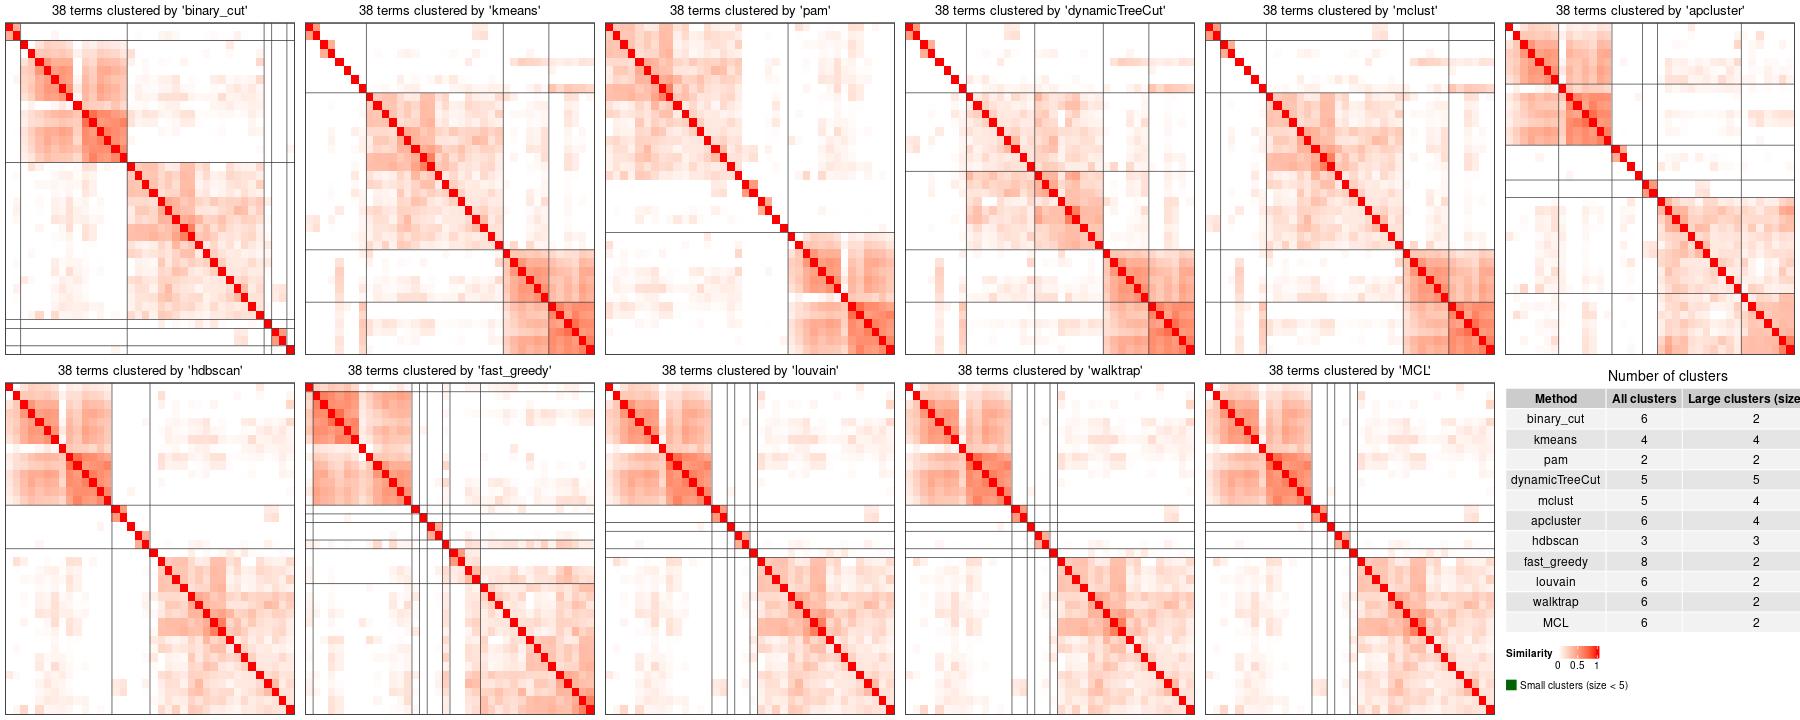 38 terms clustered by 'binary_cut'
38 terms clustered by 'kmeans'
38 terms clustered by 'pam'
38 terms clustered by 'dynamicTreeCut'
38 terms clustered by 'mclust'
38 terms clustered by 'apcluster'
38 terms clustered by 'hdbscan'
38 terms clustered by 'fast_greedy'
38 terms clustered by 'louvain'
38 terms clustered by 'walktrap'
38 terms clustered by 'MCL'
Number of clusters
Method All clusters Large clusters (size
binary_cut 6 2
kmeans 4 4
pam 2 2
dynamicTreeCut 5 5
mclust 5 4
apcluster 6 4
hdbscan 3 3
fast_greedy 8 2
louvain 6 2
walktrap 6 2
MCL 6 2
Similarity
0 0.5 1
Small clusters (size < 5)